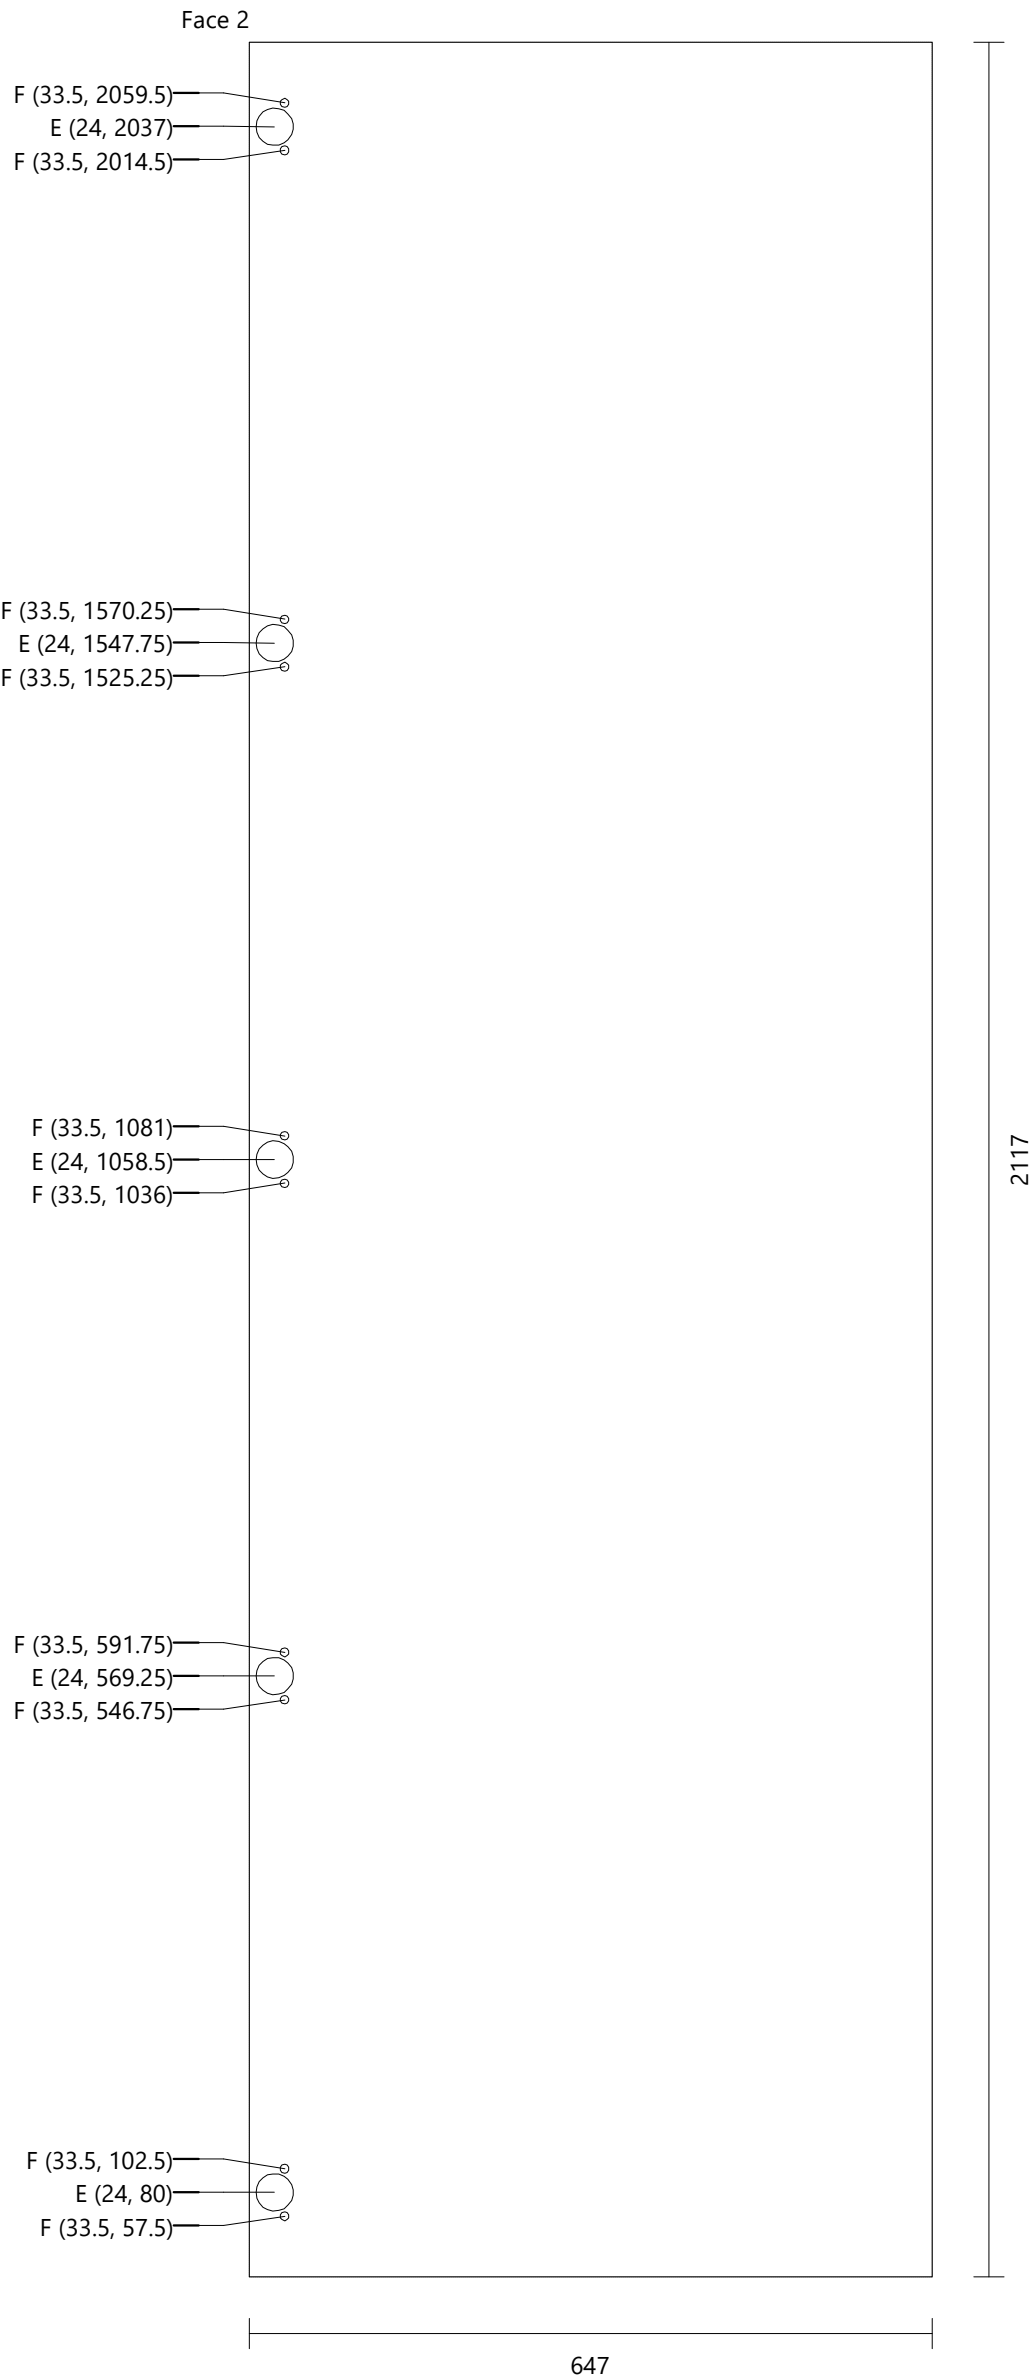 Face 2
F (33.5, 2059.5)
E (24, 2037)
F (33.5, 2014.5)
F (33.5, 1570.25)
E (24, 1547.75)
F (33.5, 1525.25)
F (33.5, 1081)
E (24, 1058.5)
F (33.5, 1036)
2117
F (33.5, 591.75)
E (24, 569.25)
F (33.5, 546.75)
F (33.5, 102.5)
E (24, 80)
F (33.5, 57.5)
647